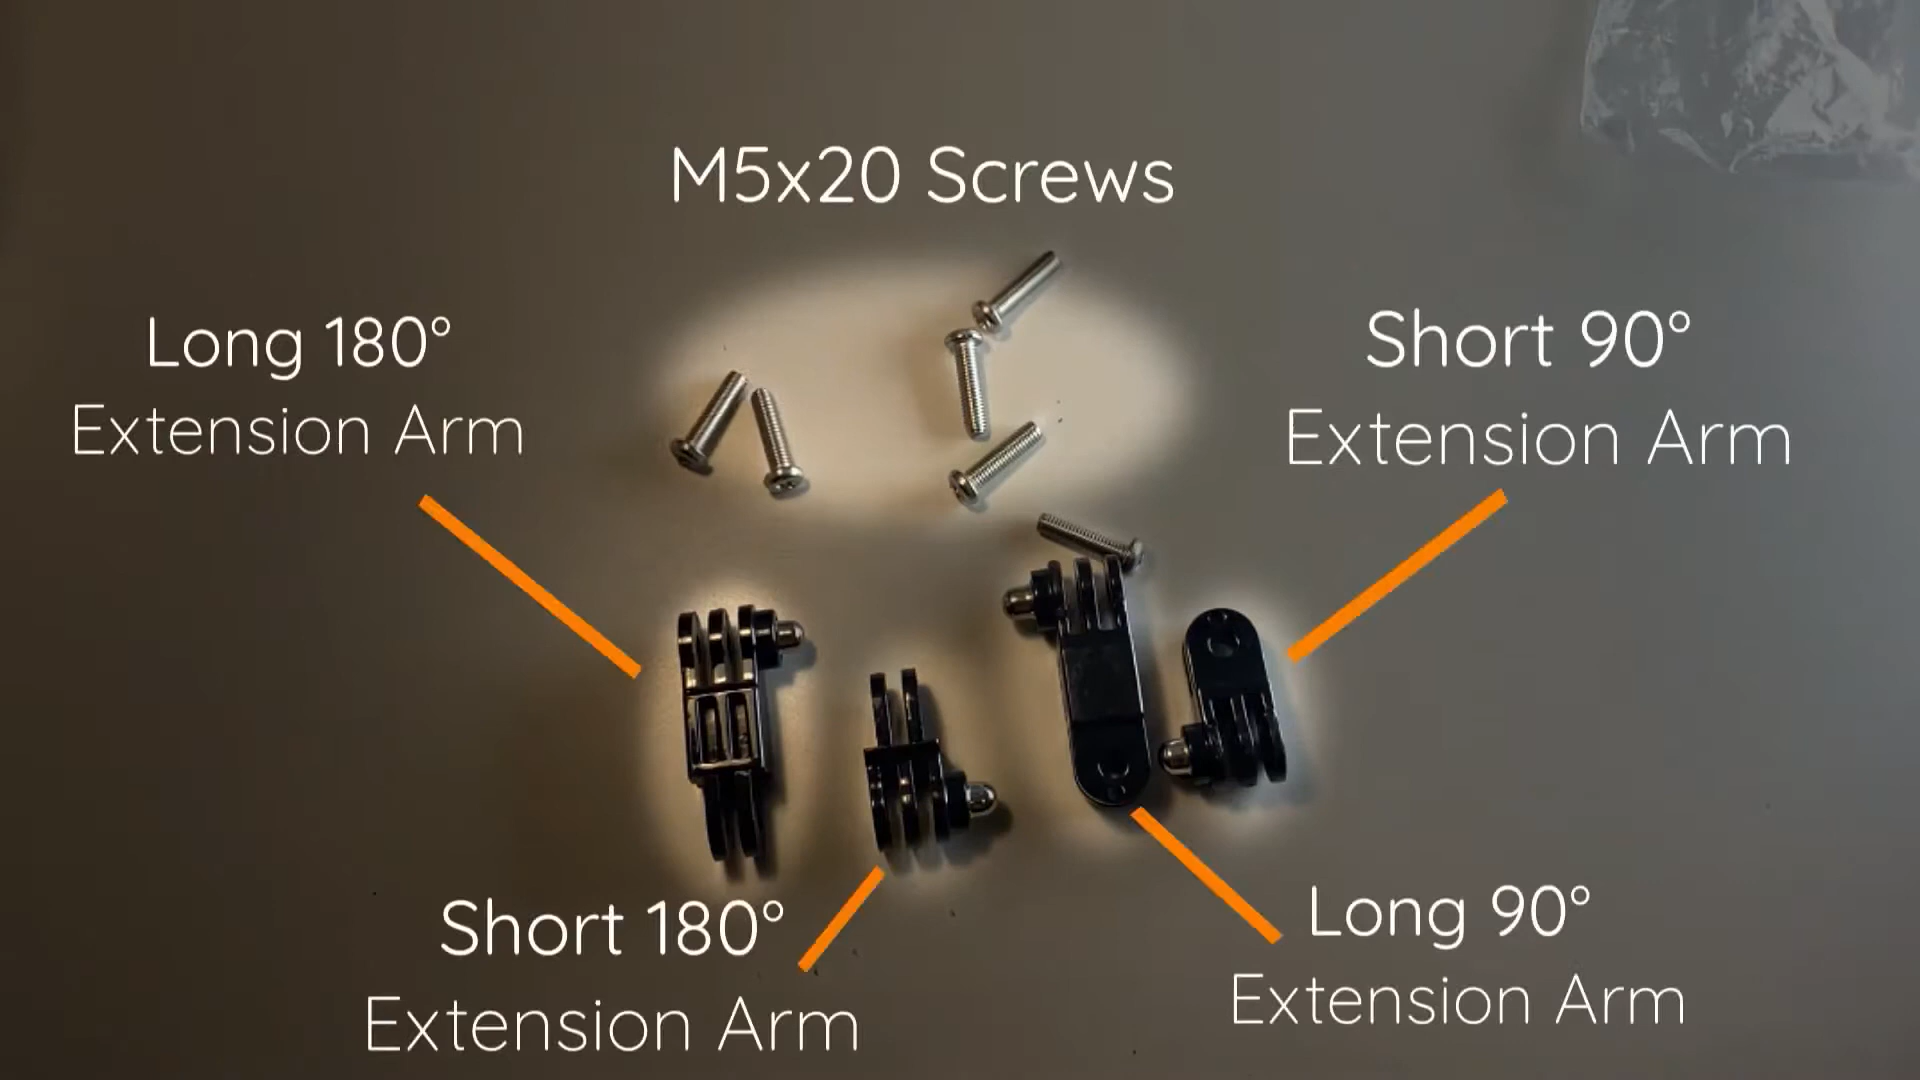 M5x20 Screws
Long 180°
Extension Arm
Short 90°
Extension Arm
Short 180°
Extension Arm
Long 90°
Extension Arm